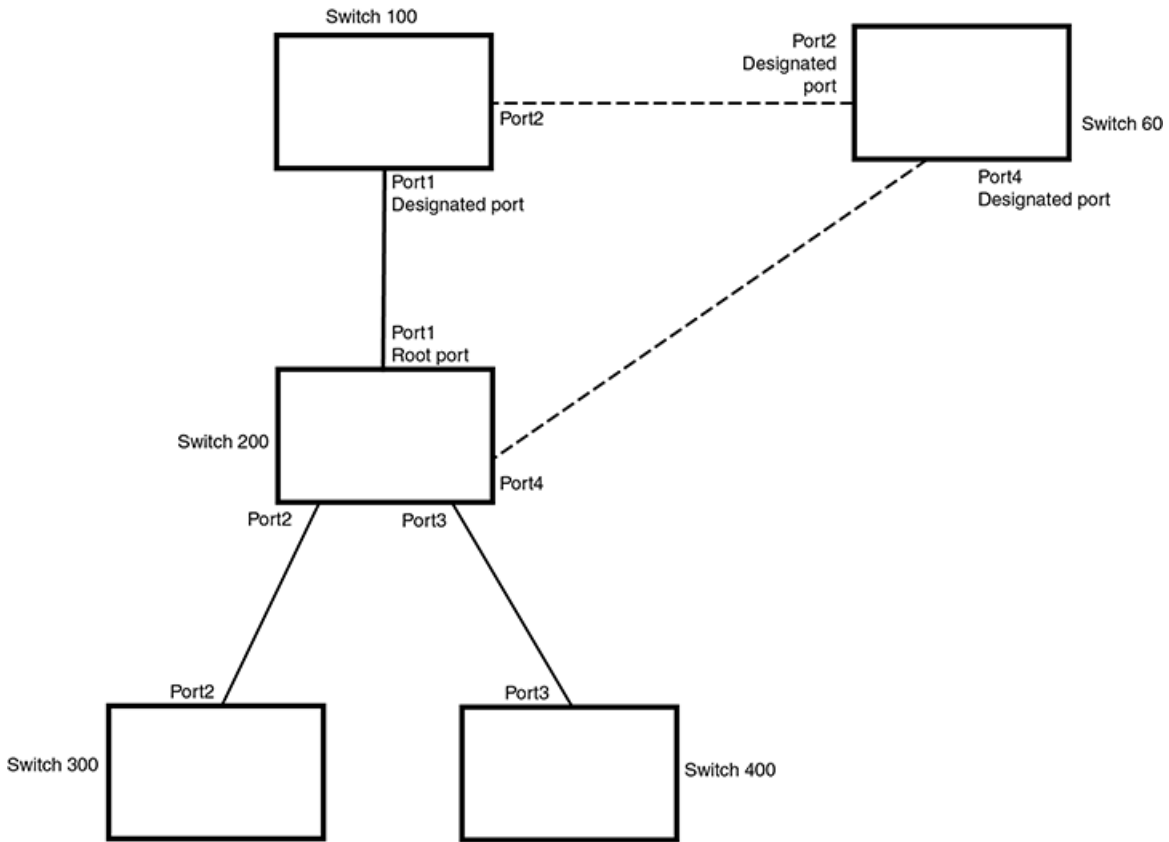 Switch 100
Port2
Designated
port
Port2
Switch 60
Port1
Designated port
Port4
Designated port
Port1
Root port
Switch 200
Port4
Port2
Port3
Port2
Port3
Switch 300
Switch 400